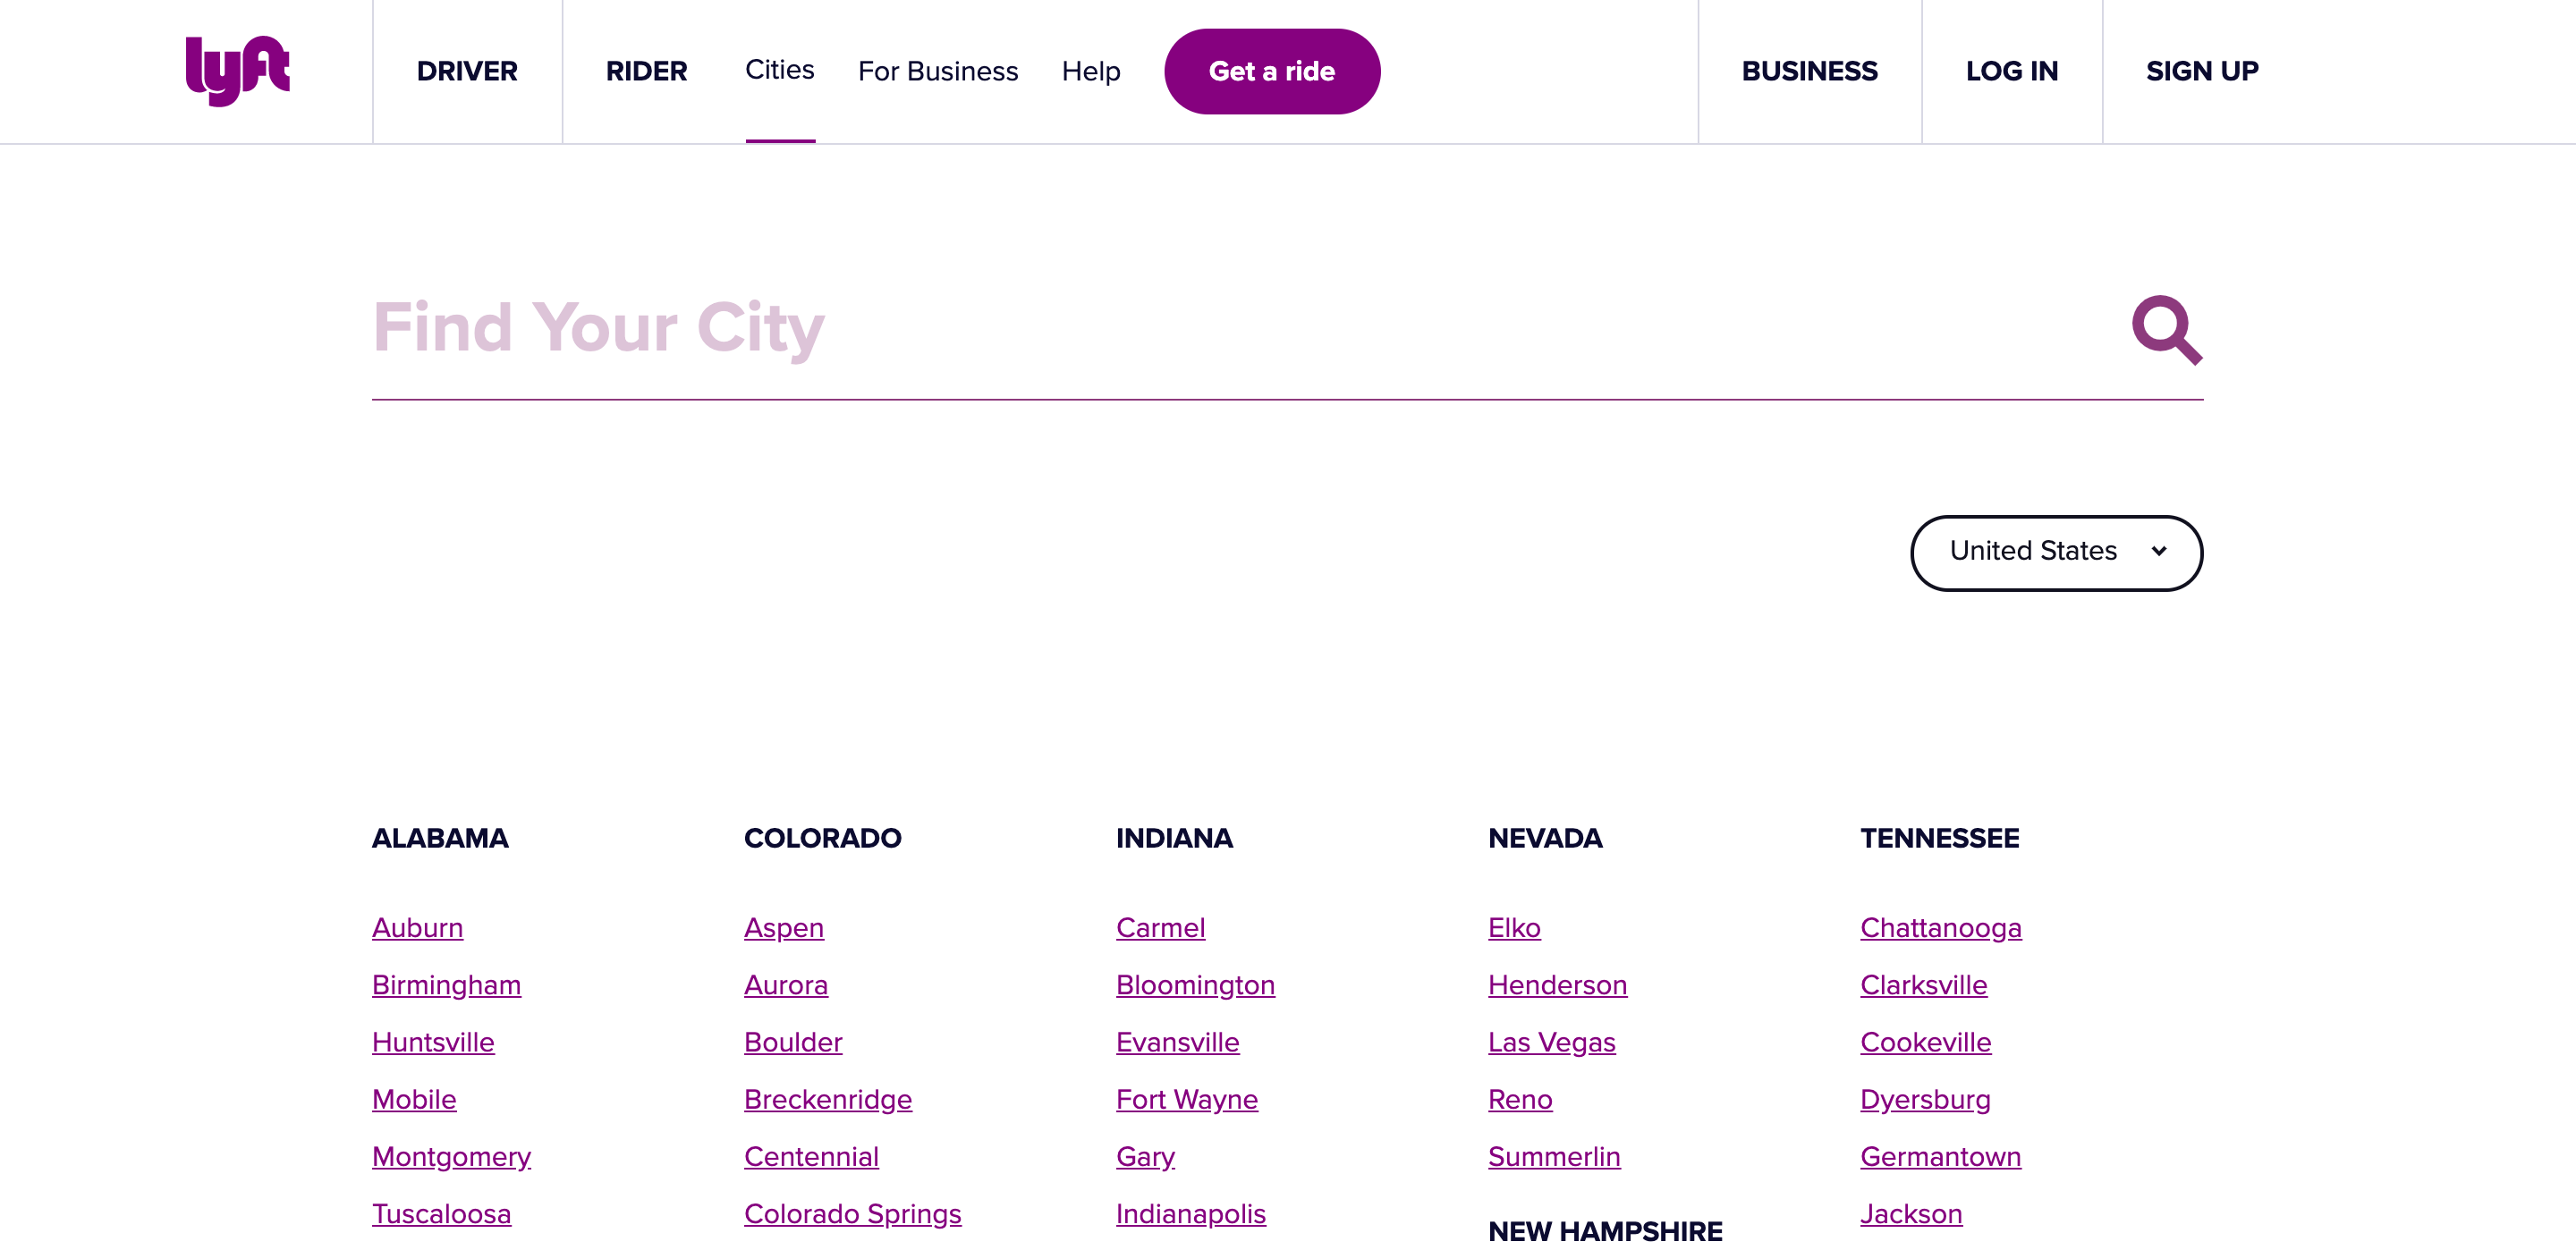 lyft
DRIVER
RIDER
Cities
For Business
Help
Get a ride
BUSINESS
LOG IN
SIGN UP
Find Your City
United States
ALABAMA
Auburn
Birmingham
Huntsville
Mobile
Montgomery
Tuscaloosa
COLORADO
Aspen
Aurora
Boulder
Breckenridge
Centennial
Colorado Springs
INDIANA
Carmel
Bloomington
Evansville
Fort Wayne
Gary
Indianapolis
NEVADA
Elko
Henderson
Las Vegas
Reno
Summerlin
NEW HAMPSHIRE
TENNESSEE
Chattanooga
Clarksville
Cookeville
Dyersburg
Germantown
Jackson